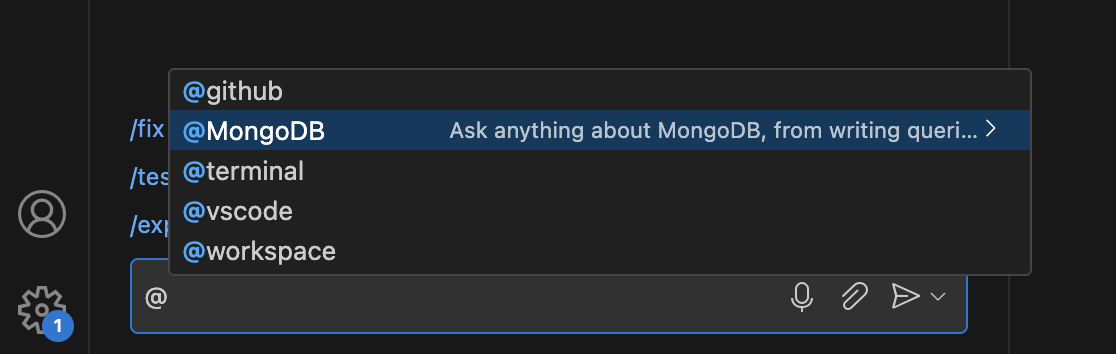 @github
/fix
@MongoDB Ask anything about MongoDB, from writing queri...
@terminal
/tes
@vscode
/exp
@workspace
@
1